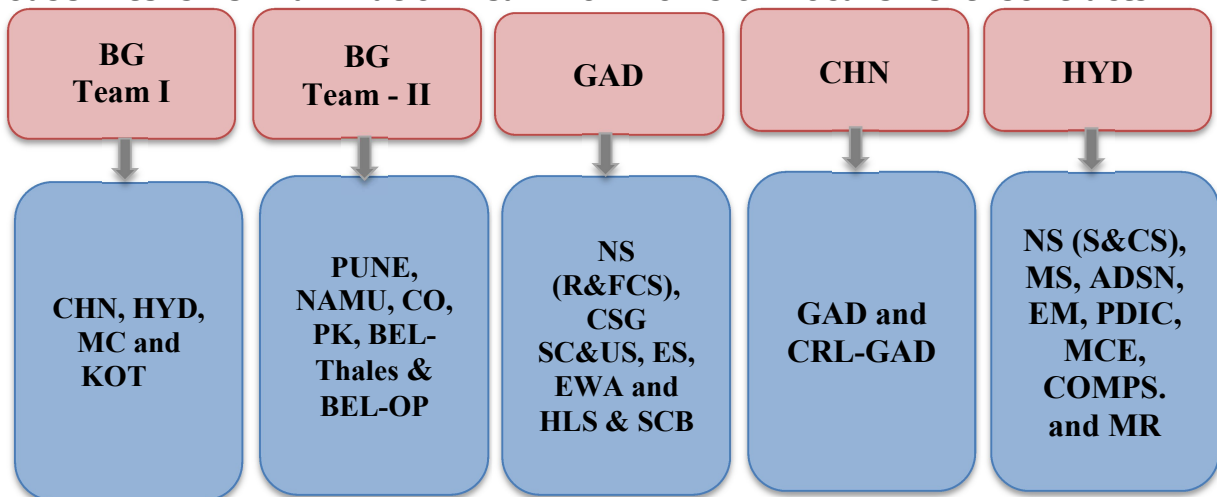 BG
Team I
BG
Team - II
GAD
CHN
HYD
CHN, HYD,
MC and
KOT
PUNE,
NAMU, CO,
PK, BEL-
Thales &
BEL-OP
NS
(R&FCS),
CSG
SC&US, ES,
EWA and
HLS & SCB
GAD and
CRL-GAD
NS (S&CS),
MS, ADSN,
EM, PDIC,
MCE,
COMPS.
and MR